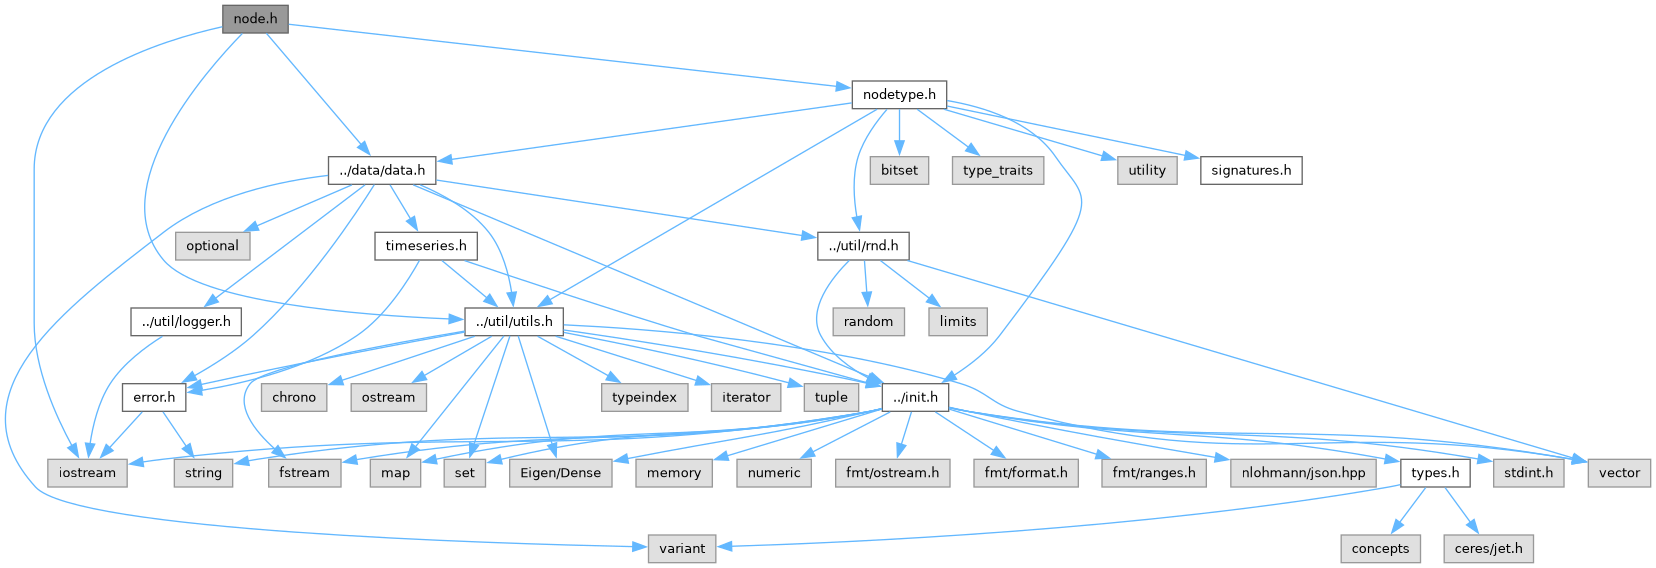 node.h
nodetype.h
../data/data.h
bitset
type_traits
utility
signatures.h
optional
timeseries.h
../util/rnd.h
../util/logger.h
../util/utils.h
random
limits
error.h
chrono
ostream
typeindex
iterator
tuple
../init.h
iostream
string
fstream
map
set
Eigen/Dense
memory
numeric
fmt/ostream.h
fmt/format.h
fmt/ranges.h
nlohmann/json.hpp
types.h
stdint.h
vector
variant
concepts
ceres/jet.h